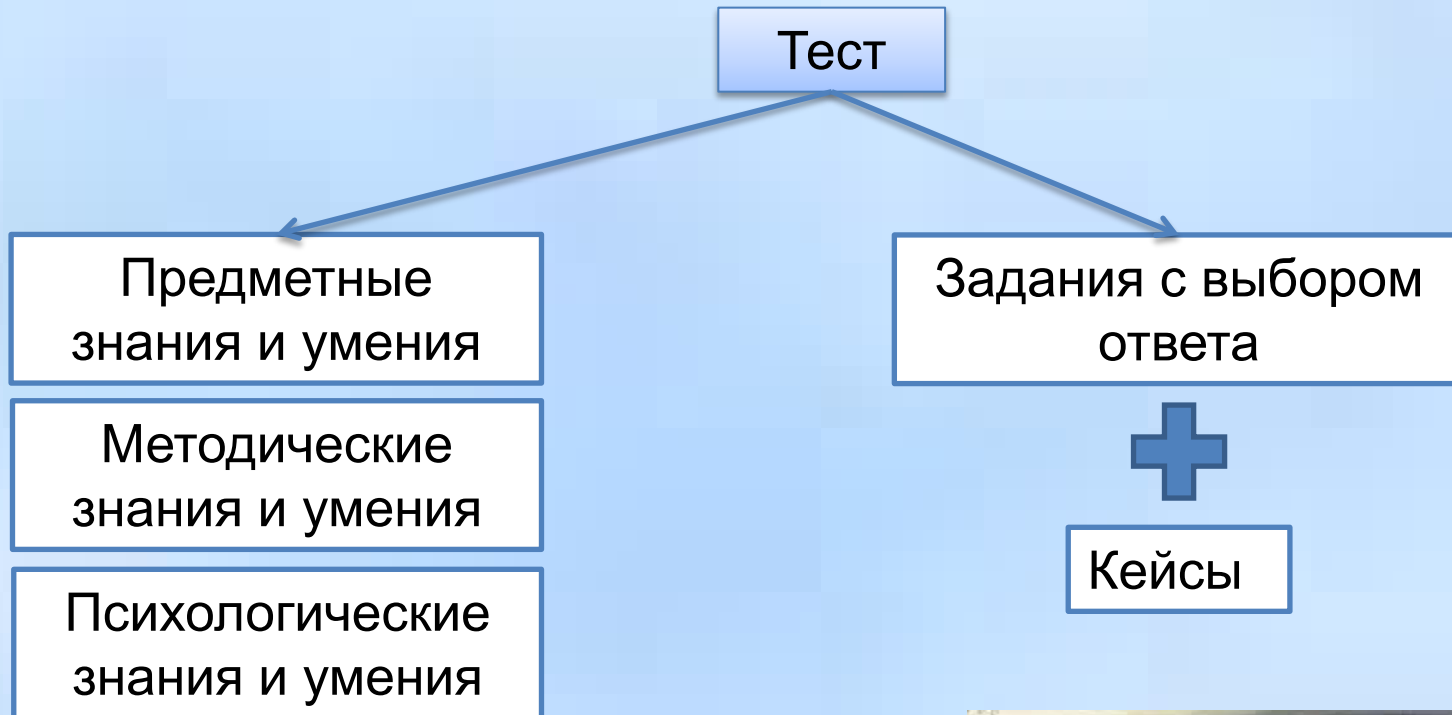 Тест
Предметные
знания и умения
Методические
знания и умения
Психологические
знания и умения
Задания с выбором
ответа
Кейсы